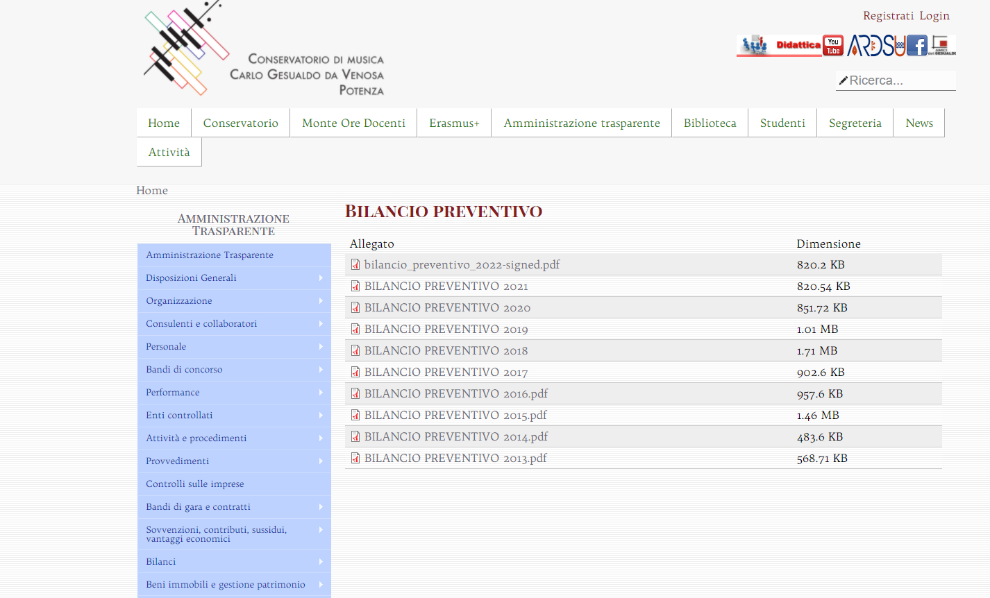 Registrati Login
Didattica You Tube ARDSU
CONSERVATORIO DI MUSICA
CARLO GESUALDO DA VENOSA
POTENZA
Ricerca...
Home Conservatorio Monte Ore Docenti Erasmus+ Amministrazione trasparente Biblioteca Studenti Segreteria News
Attività
Home
AMMINISTRAZIONE
TRASPARENTE
BILANCIO PREVENTIVO
Allegato Dimensione
bilancio_preventivo_2022-signed.pdf 820.2 KB
BILANCIO PREVENTIVO 2021 820.54 KB
BILANCIO PREVENTIVO 2020 851.72 KB
BILANCIO PREVENTIVO 2019 1.01 MB
BILANCIO PREVENTIVO 2018 1.71 MB
BILANCIO PREVENTIVO 2017 902.6 KB
BILANCIO PREVENTIVO 2016.pdf 957.6 KB
BILANCIO PREVENTIVO 2015.pdf 1.46 MB
BILANCIO PREVENTIVO 2014.pdf 483.6 KB
BILANCIO PREVENTIVO 2013.pdf 568.71 KB
Amministrazione Trasparente
Disposizioni Generali
Organizzazione
Consulenti e collaboratori
Personale
Bandi di concorso
Performance
Enti controllati
Attività e procedimenti
Provvedimenti
Controlli sulle imprese
Bandi di gara e contratti
Sovvenzioni, contributi, sussidui,
vantaggi economici
Bilanci
Beni immobili e gestione patrimonio